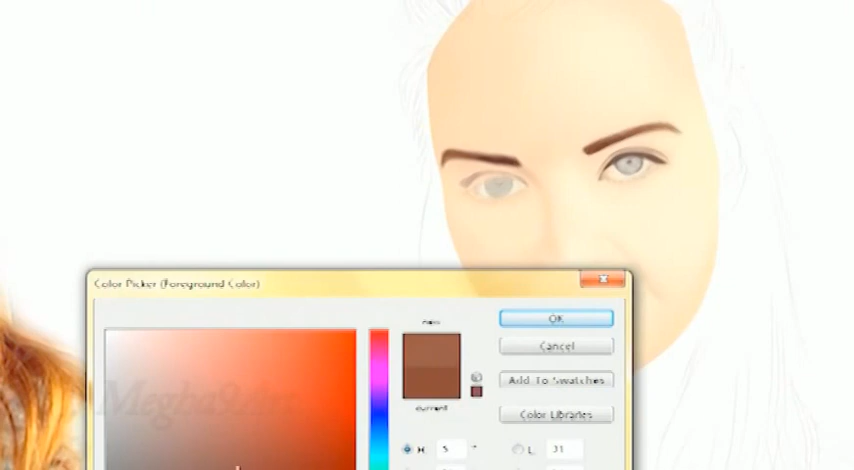 Color Picker (Foreground Color)
new
OK
Cancel
Add To Swatches
current
Color Libraries
H: 5 °
L: 31